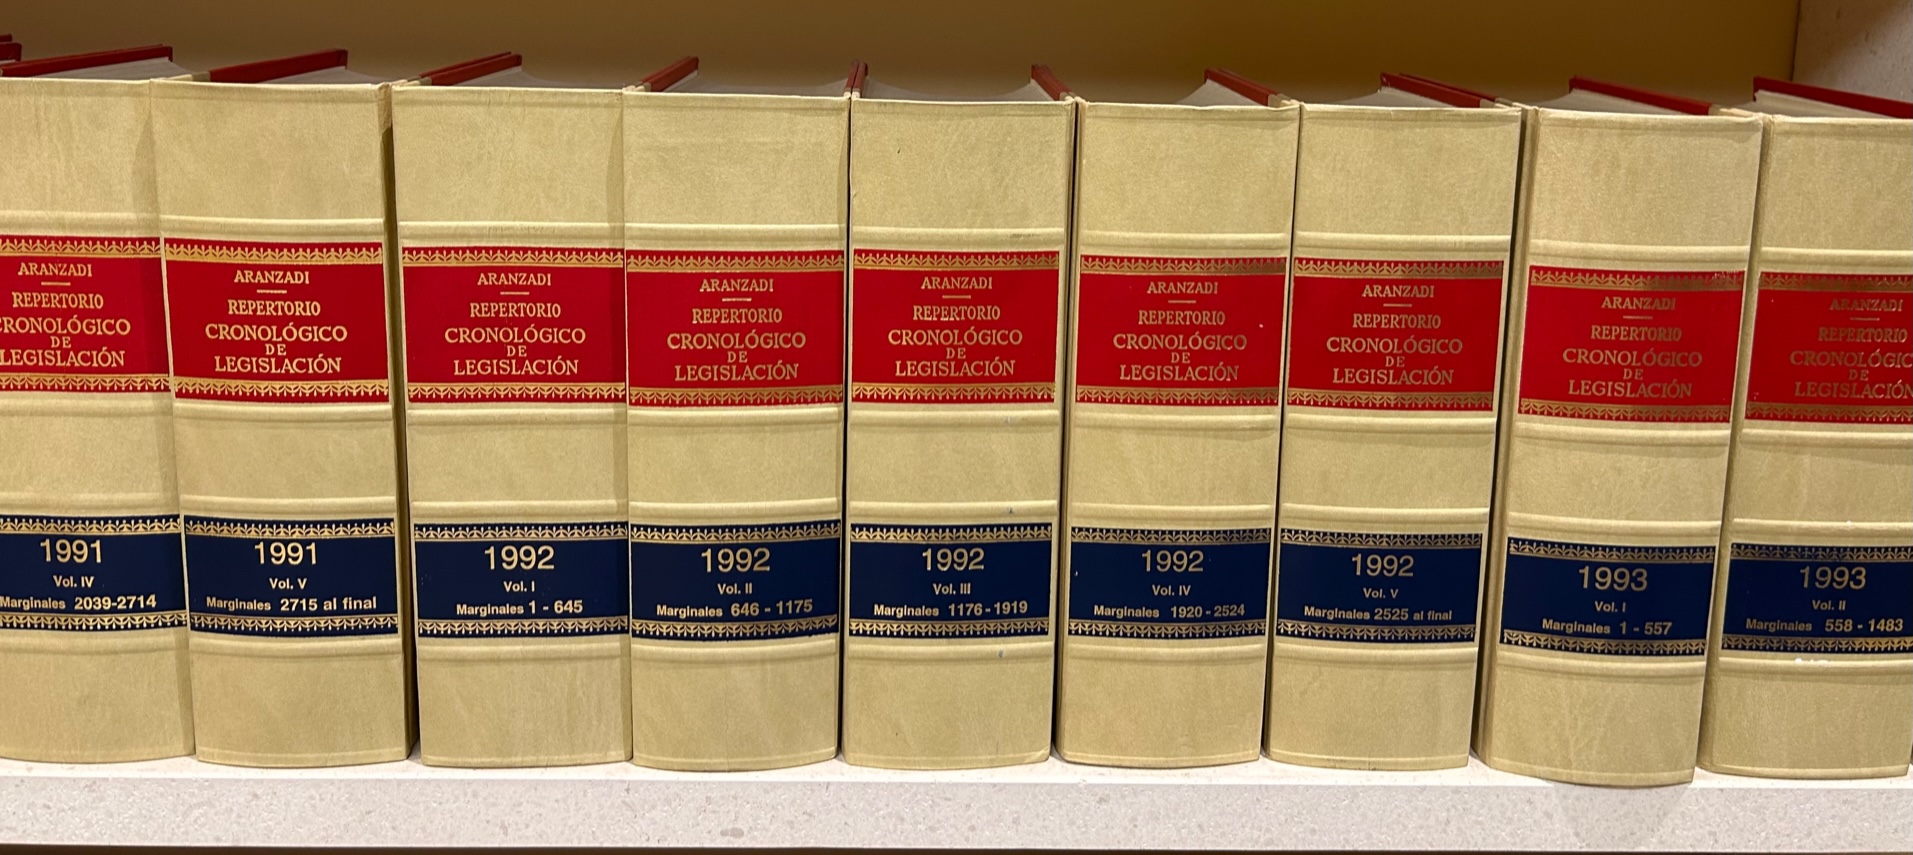 ARANZADI
REPERTORIO
CRONOLÓGICO
DE
LEGISLACIÓN
1991
Vol. IV
Marginales 2039-2714
ARANZADI
REPERTORIO
CRONOLÓGICO
DE
LEGISLACIÓN
1991
Vol. V
Marginales 2715 al final
ARANZADI
REPERTORIO
CRONOLÓGICO
DE
LEGISLACIÓN
1992
Vol. I
Marginales 1 - 645
ARANZADI
REPERTORIO
CRONOLÓGICO
DE
LEGISLACIÓN
1992
Vol. II
Marginales 646 - 1175
ARANZADI
REPERTORIO
CRONOLÓGICO
DE
LEGISLACIÓN
1992
Vol. III
Marginales 1176 - 1919
ARANZADI
REPERTORIO
CRONOLÓGICO
DE
LEGISLACIÓN
1992
Vol. IV
Marginales 1920 - 2524
ARANZADI
REPERTORIO
CRONOLÓGICO
DE
LEGISLACIÓN
1992
Vol. V
Marginales 2525 al final
ARANZADI
REPERTORIO
CRONOLÓGICO
DE
LEGISLACIÓN
1993
Vol. I
Marginales 1 - 557
ARANZADI
REPERTORIO
CRONOLÓGIC
DE
LEGISLACIÓN
1993
Vol. II
Marginales 558 - 1483